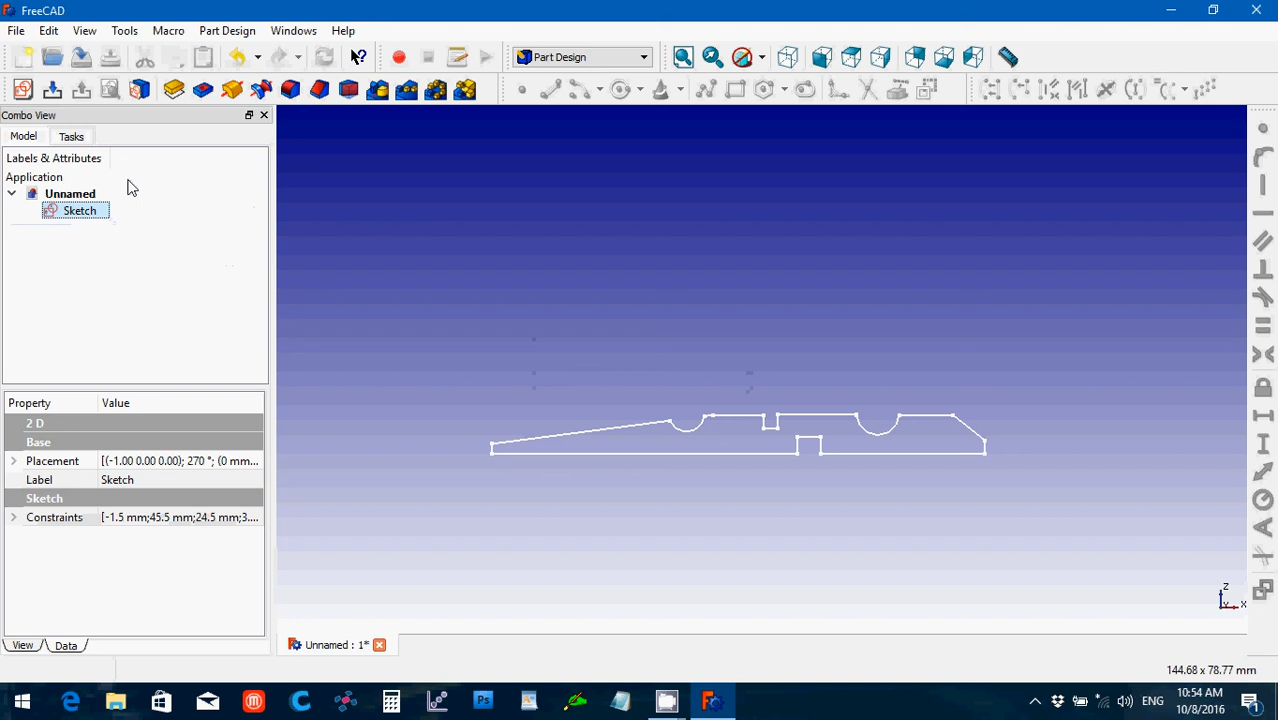 FreeCAD
File Edit View Tools Macro Part Design Windows Help
Part Design
Combo View
Model Tasks
Labels & Attributes
Application
Unnamed
Sketch
Property Value
2 D
Base
Placement [(-1.00 0.00 0.00); 270 °; (0 mm...
Label Sketch
Sketch
Constraints [-1.5 mm;45.5 mm;24.5 mm;3....
View Data
Unnamed : 1*
Z
Y X
144.68 x 78.77 mm
ENG
10:54 AM
10/8/2016